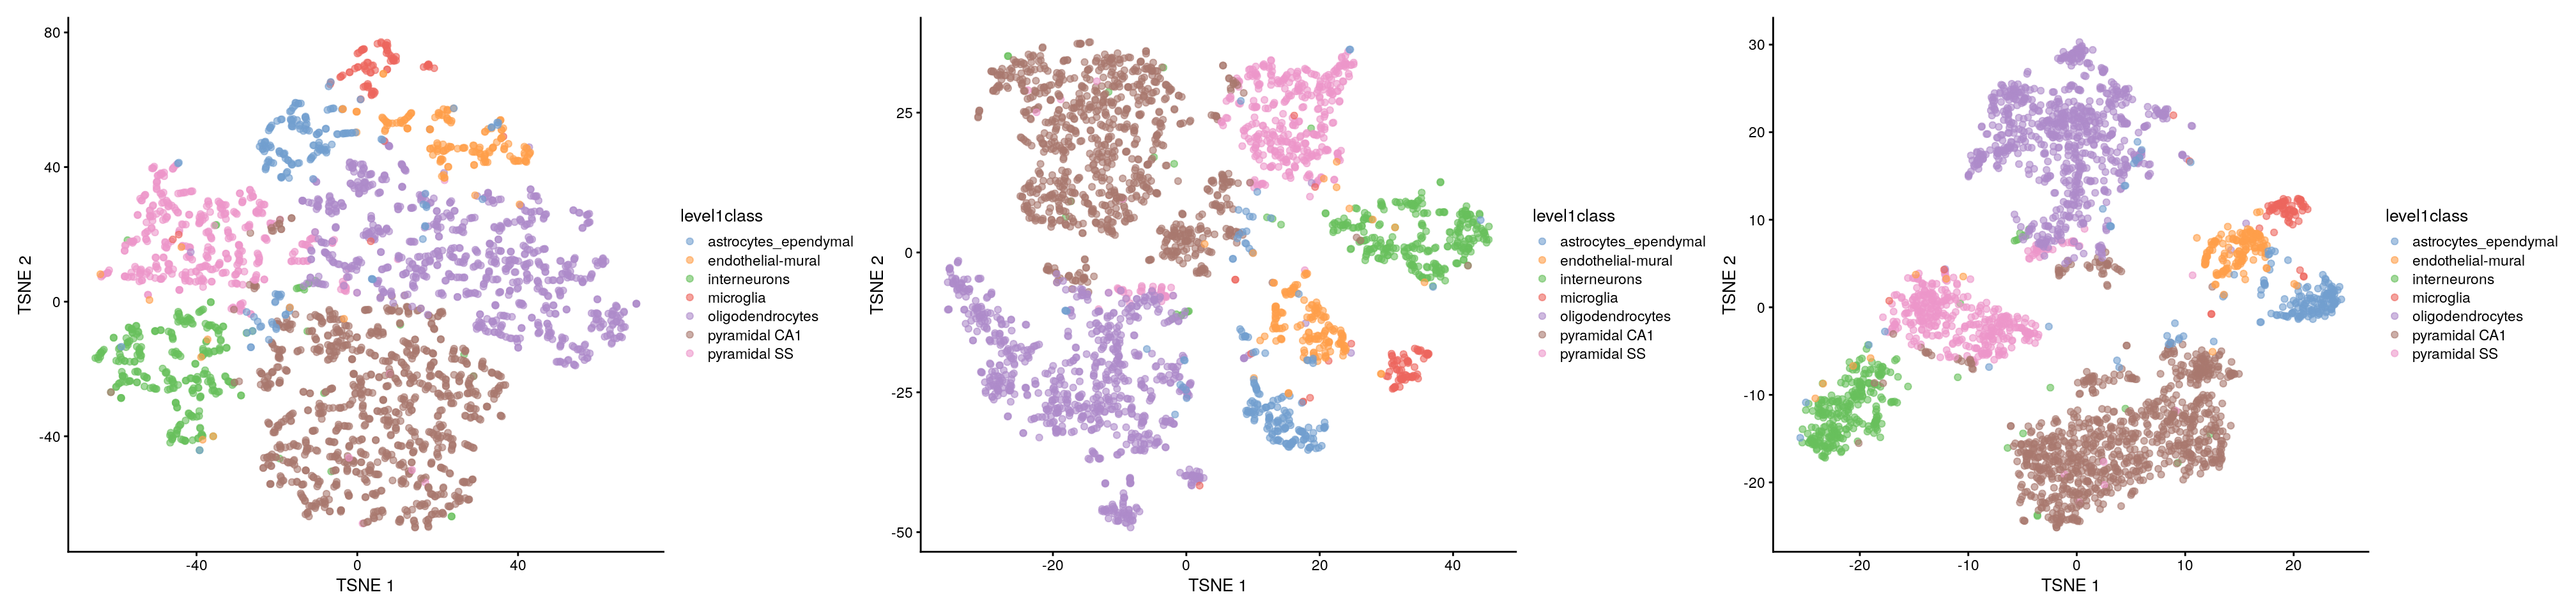 80
40
0
-40
TSNE 2
-40
0
40
TSNE 1
level1class
astrocytes_ependymal
endothelial-mural
interneurons
microglia
oligodendrocytes
pyramidal CA1
pyramidal SS
25
0
-25
-50
TSNE 2
-20
0
20
40
TSNE 1
level1class
astrocytes_ependymal
endothelial-mural
interneurons
microglia
oligodendrocytes
pyramidal CA1
pyramidal SS
30
20
10
0
-10
-20
TSNE 2
-20
-10
0
10
20
TSNE 1
level1class
astrocytes_ependymal
endothelial-mural
interneurons
microglia
oligodendrocytes
pyramidal CA1
pyramidal SS